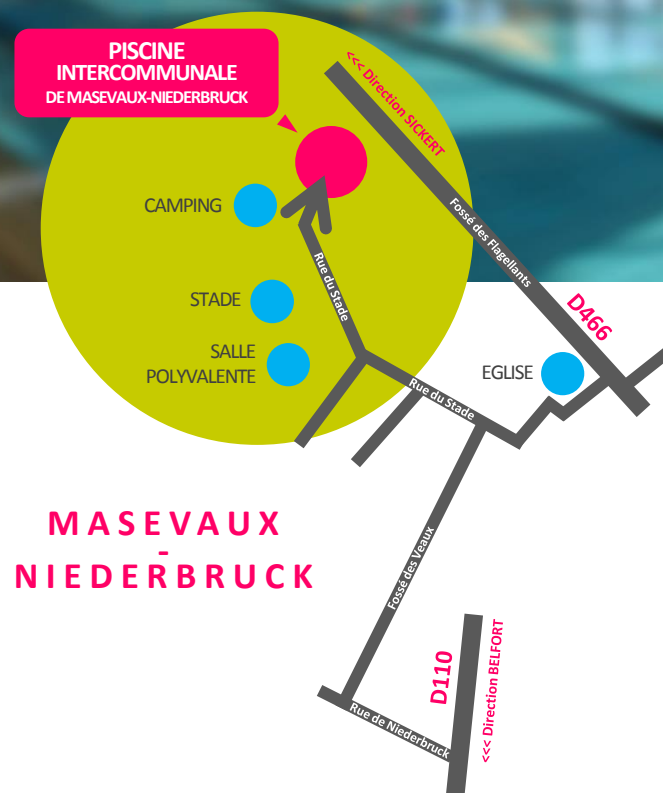 PISCINE
INTERCOMMUNALE
DE MASEVAUX-NIEDERBRUCK
<<< Direction SICKERT
CAMPING
Fossé des Flagellants
Rue du Stade
STADE
D466
SALLE
POLYVALENTE
EGLISE
Rue du Stade
MASEVAUX
-
NIEDERBRUCK
Fossé des Veaux
D110
<<< Direction BELFORT
Rue de Niederbruck